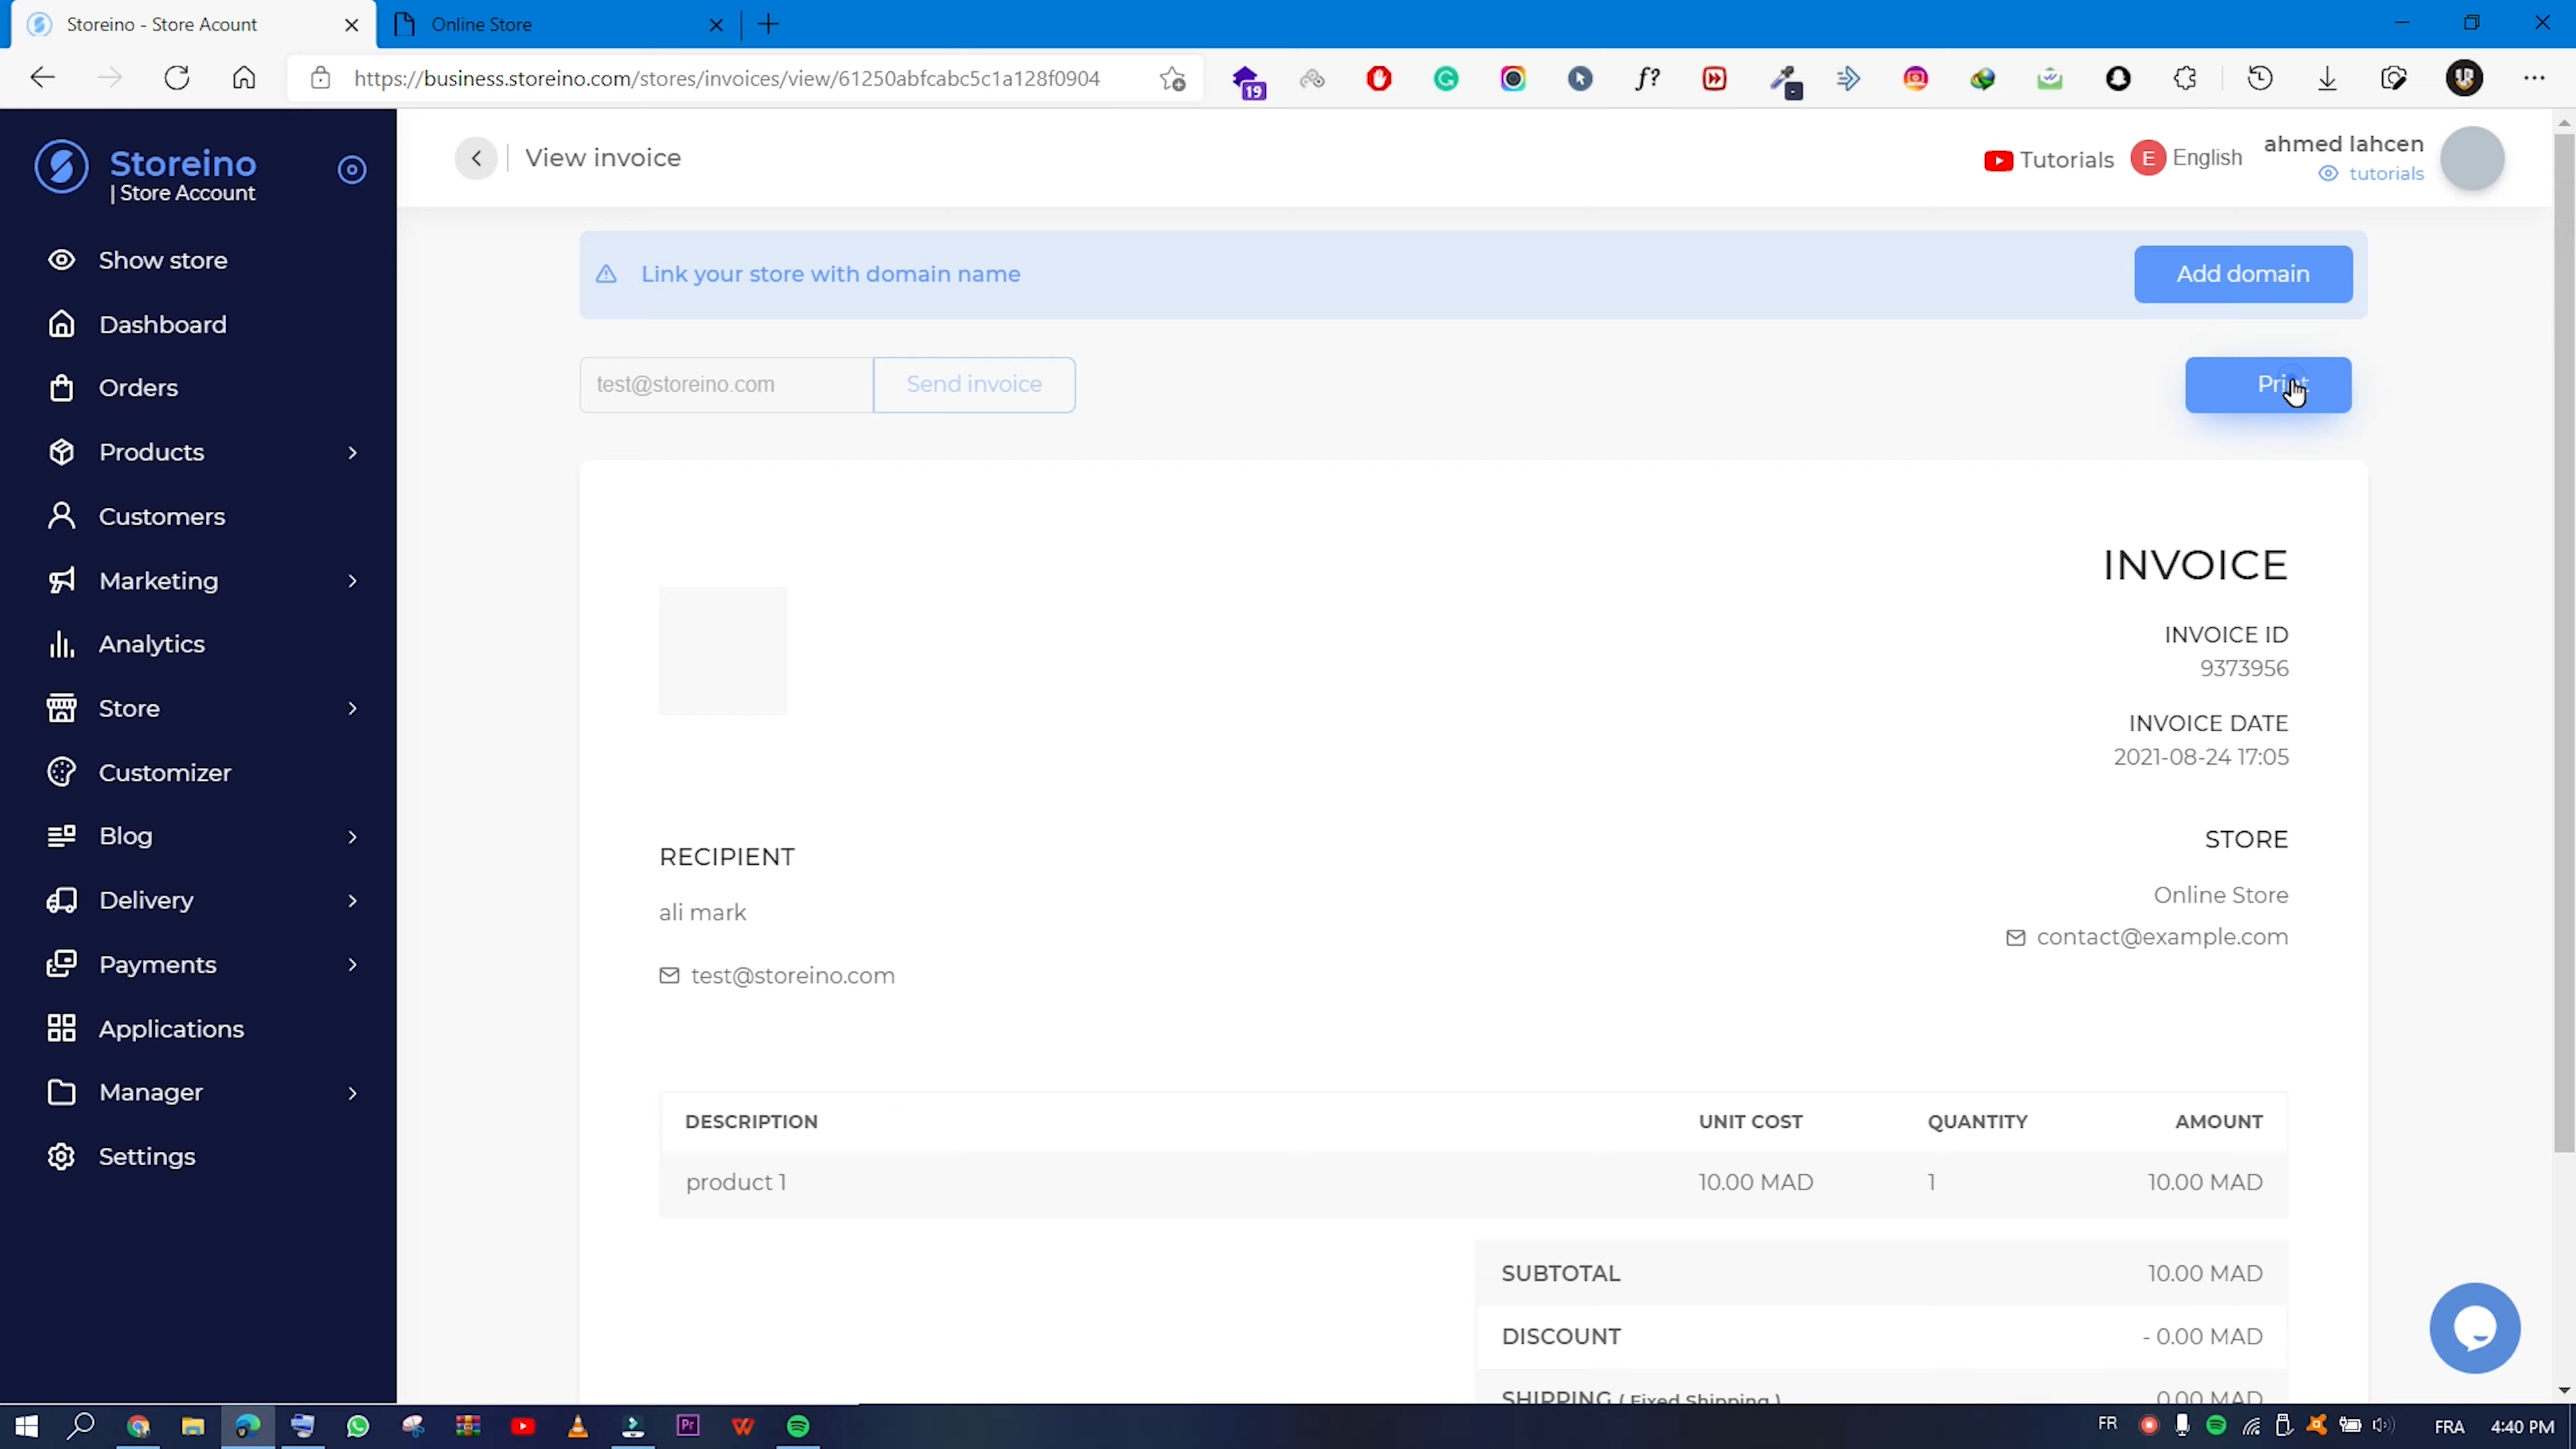 Storeino - Store Acount
Online Store
https://business.storeino.com/stores/invoices/view/61250abfcabc5c1a128f0904
19
f?
Storeino
| Store Account
View invoice
Tutorials
E English
ahmed lahcen
tutorials
Show store
Dashboard
Orders
Products
Customers
Marketing
Analytics
Store
Customizer
Blog
Delivery
Payments
Applications
Manager
Settings
Link your store with domain name
Add domain
test@storeino.com
Send invoice
Print
INVOICE
INVOICE ID
9373956
INVOICE DATE
2021-08-24 17:05
STORE
Online Store
contact@example.com
RECIPIENT
ali mark
test@storeino.com
DESCRIPTION UNIT COST QUANTITY AMOUNT
product 1 10.00 MAD 1 10.00 MAD
SUBTOTAL 10.00 MAD
DISCOUNT - 0.00 MAD
SHIPPING ( Fixed Shipping ) 0.00 MAD
Pr
FR
FRA
4:40 PM